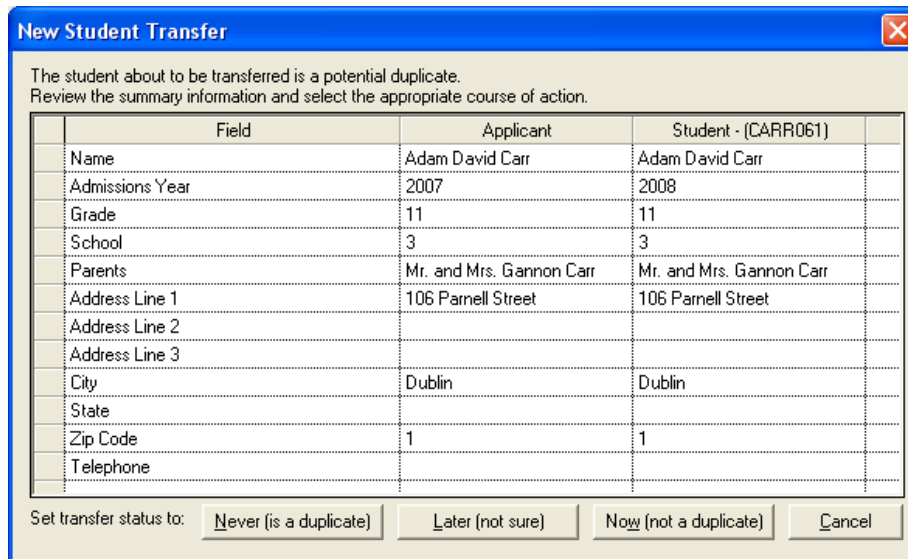 New Student Transfer
The student about to be transferred is a potential duplicate.
Review the summary information and select the appropriate course of action.
Field Applicant Student - (CARR061)
Name Adam David Carr Adam David Carr
Admissions Year 2007 2008
Grade 11 11
School 3 3
Parents Mr. and Mrs. Gannon Carr Mr. and Mrs. Gannon Carr
Address Line 1 106 Parnell Street 106 Parnell Street
Address Line 2
Address Line 3
City Dublin Dublin
State
Zip Code 1 1
Telephone
Set transfer status to: Never (is a duplicate) Later (not sure) Now (not a duplicate) Cancel